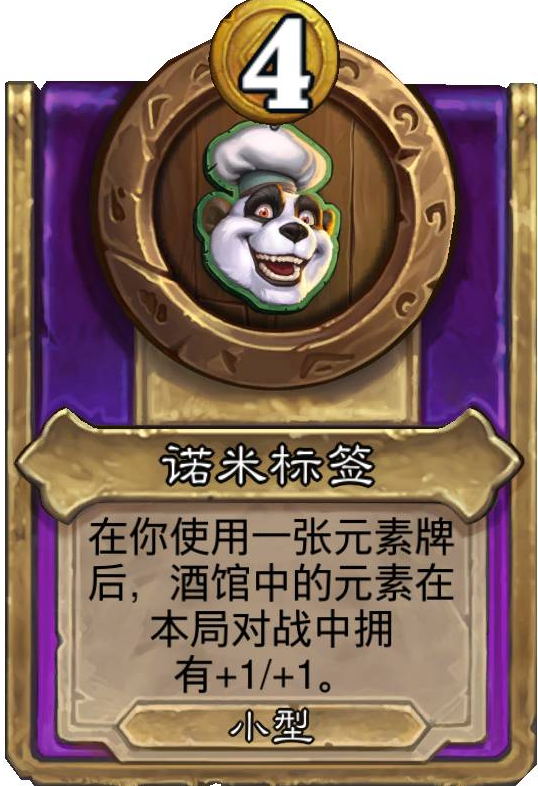 4
诺米标签
在你使用一张元素牌
后，酒馆中的元素在
本局对战中拥
有+1/+1。
小型